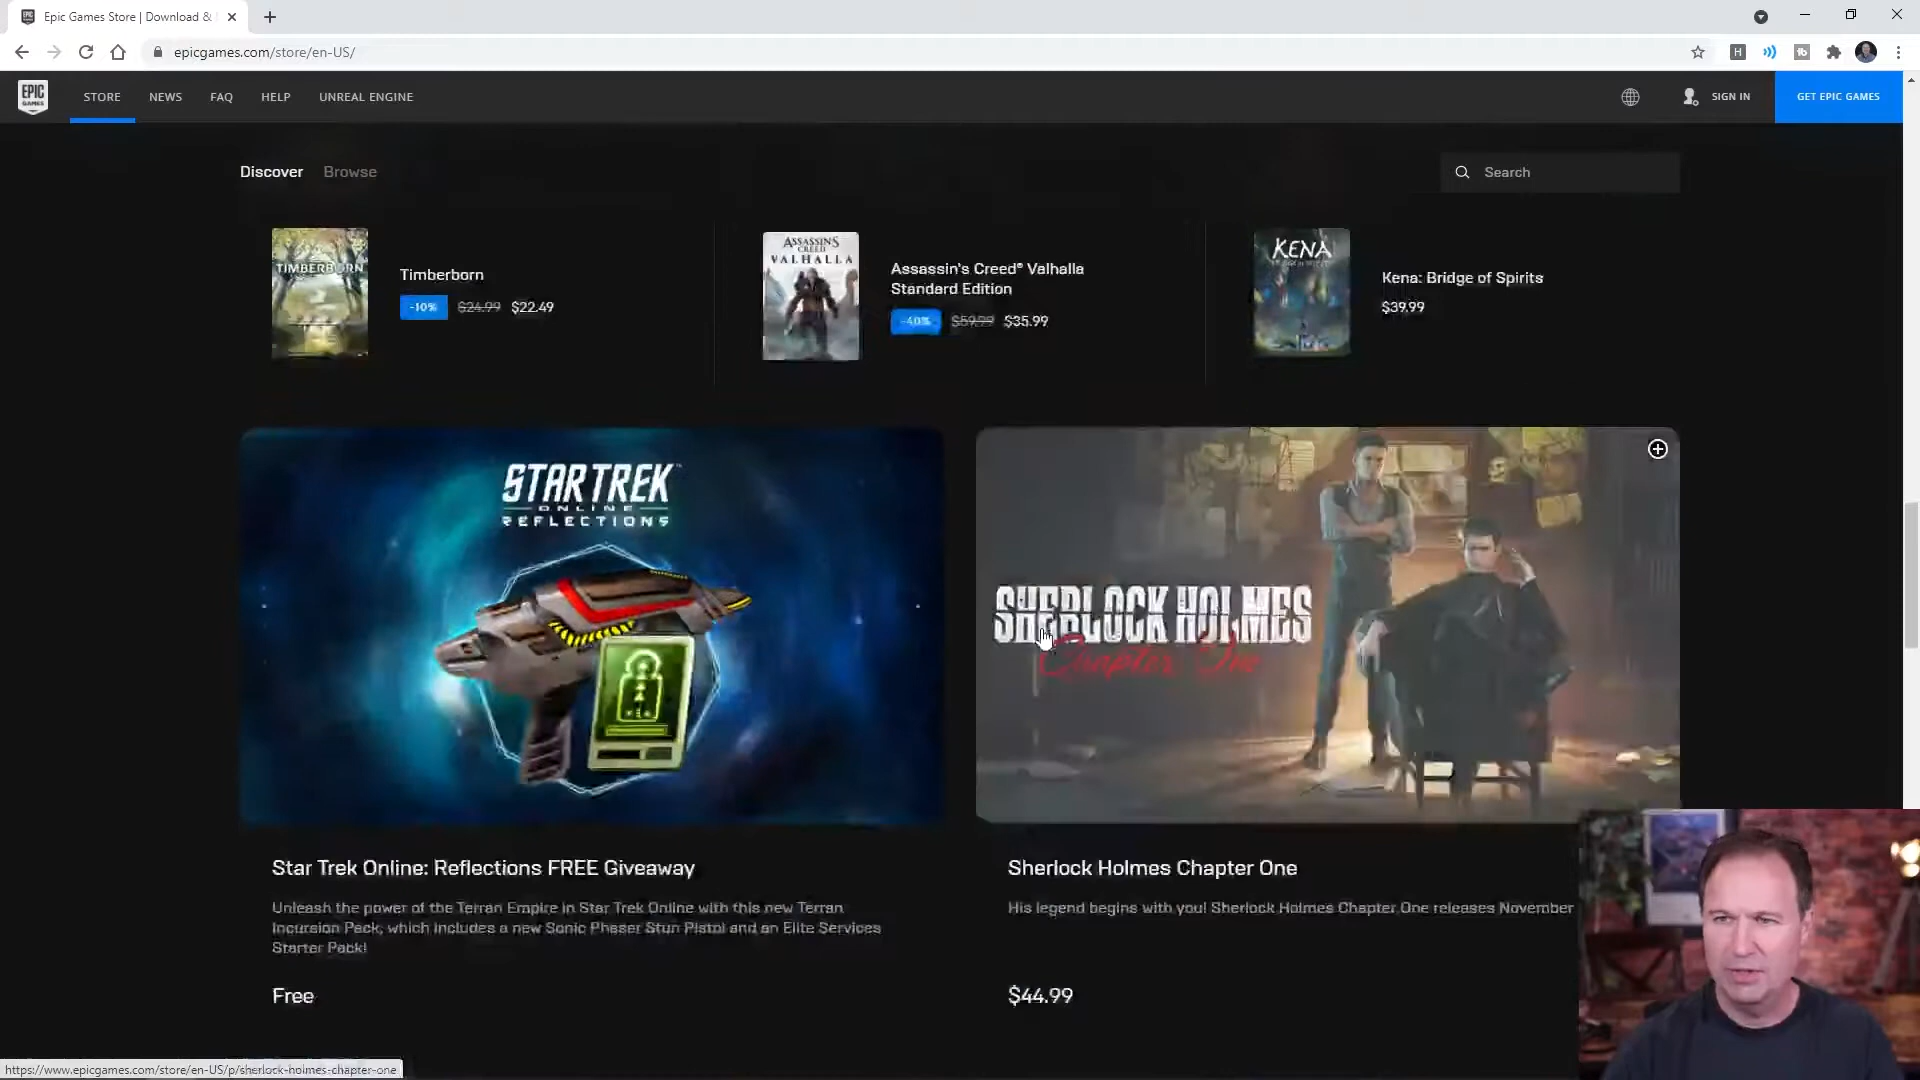 Epic Games Store | Download &
epicgames.com/store/en-US/
H
EPIC
GAMES
STORE
NEWS
FAQ
HELP
UNREAL ENGINE
SIGN IN
GET EPIC GAMES
Discover
Browse
Search
TIMBERBORN
Timberborn
-10% $24.99 $22.49
ASSASSIN'S
CREED
VALHALLA
Assassin's Creed® Valhalla
Standard Edition
-40% $59.99 $35.99
KENA
Kena: Bridge of Spirits
$39.99
STAR TREK
ONLINE
REFLECTIONS
SHERLOCK HOLMES
Chapter One
Star Trek Online: Reflections FREE Giveaway
Unleash the power of the Terran Empire in Star Trek Online with this new Terran
Incursion Pack, which includes a new Sonic Phaser Stun Pistol and an Elite Services
Starter Pack!
Free
Sherlock Holmes Chapter One
His legend begins with you! Sherlock Holmes Chapter One releases November
$44.99
https://www.epicgames.com/store/en-US/p/sherlock-holmes-chapter-one